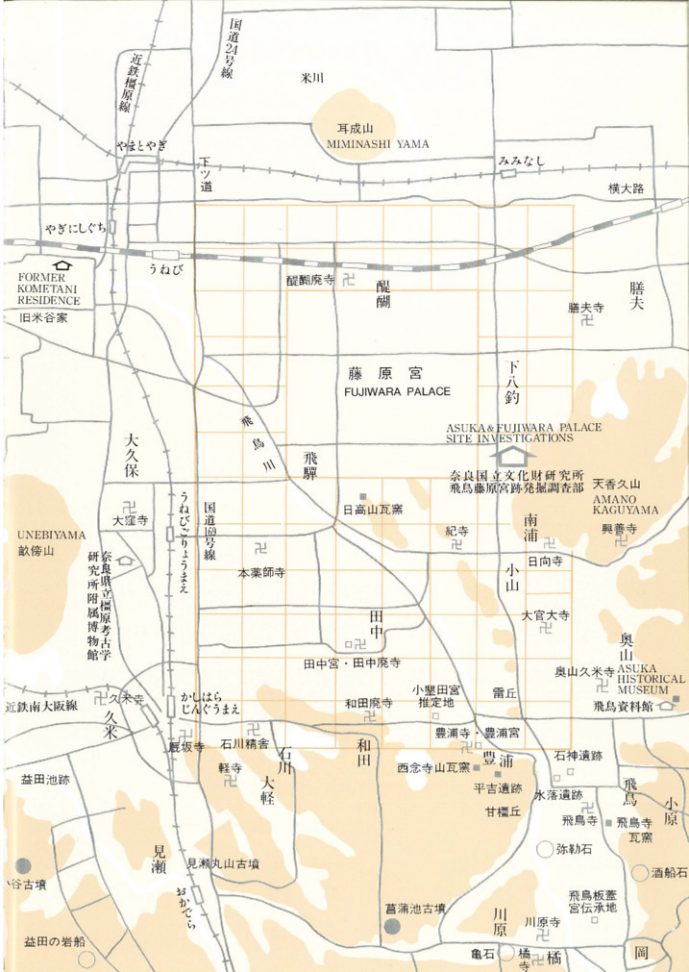 国道24号線
近鉄橿原線
米川
耳成山
MIMINASHI YAMA
やまとやぎ
下ツ道
みみなし
横大路
やぎにしぐち
うねび
FORMER
KOMETANI
RESIDENCE
旧米谷家
醍醐廃寺
醍醐
膳夫
膳夫寺
藤原宮
FUJIWARA PALACE
下八釣
飛鳥川
飛騨
ASUKA & FUJIWARA PALACE
SITE INVESTIGATIONS
奈良国立文化財研究所
飛鳥藤原宮跡発掘調査部
天香久山
AMANO
KAGUYAMA
興善寺
大久保
大窪寺
うねびごりょうまえ
国道169号線
日高山瓦窯
紀寺
南浦
日向寺
UNEBIYAMA
畝傍山
奈良県立橿原考古学
研究所附属博物館
本薬師寺
小山
大官大寺
田中
田中宮・田中廃寺
奥山
奥山久米寺
ASUKA
HISTORICAL
MUSEUM
飛鳥資料館
近鉄南大阪線
久米寺
久米
かしはら
じんぐうまえ
小墾田宮
推定地
雷丘
和田廃寺
厩坂寺
石川精舎
石川
軽寺
大軽
和田
豊浦寺・豊浦宮
豊浦
西念寺山瓦窯
平吉遺跡
甘橿丘
石神遺跡
水落遺跡
飛鳥
小原
飛鳥寺
飛鳥寺
瓦窯
益田池跡
見瀬
見瀬丸山古墳
おかでら
弥勒石
酒船石
谷古墳
菖蒲池古墳
飛鳥板蓋
宮伝承地
川原
川原寺
益田の岩船
亀石
橘寺
橘
岡